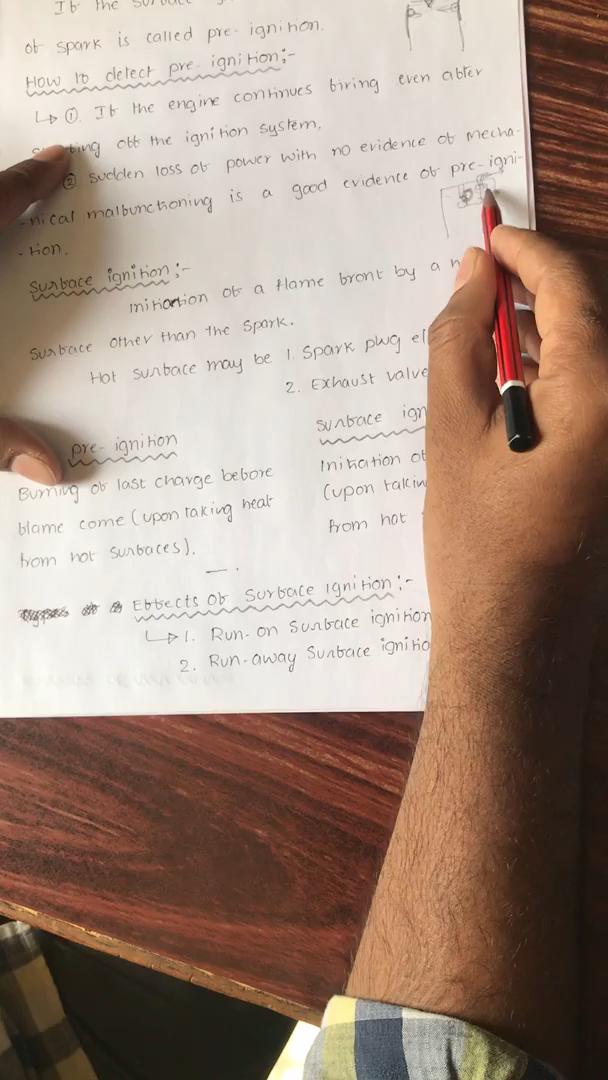 If the surface
of spark is called pre-ignition.
How to detect pre-ignition:-
↳ ①. If the engine continues firing even after
off the ignition system.
② sudden loss of power with no evidence of mecha-
-nical malfunctioning is a good evidence of pre-igni-
-tion.
Surface ignition:-
initiation of a flame front by a
surface other than the spark.
Hot surface may be 1. Spark plug
2. Exhaust valve
pre-ignition
Burning of last charge before
blame come (upon taking heat
from hot surfaces).
surface ign
Initiation of
(upon
from hot
Effects of surface ignition:-
↳ 1. Run-on surface ignition
2. Run-away surface ignitio